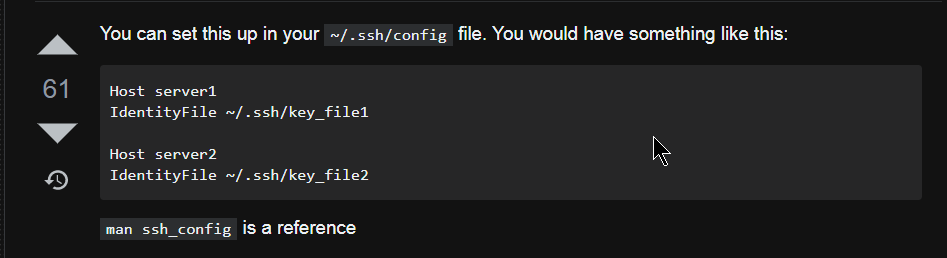 You can set this up in your ~/.ssh/config file. You would have something like this:
61
Host server1
IdentityFile ~/.ssh/key_file1
Host server2
IdentityFile ~/.ssh/key_file2
man ssh_config is a reference